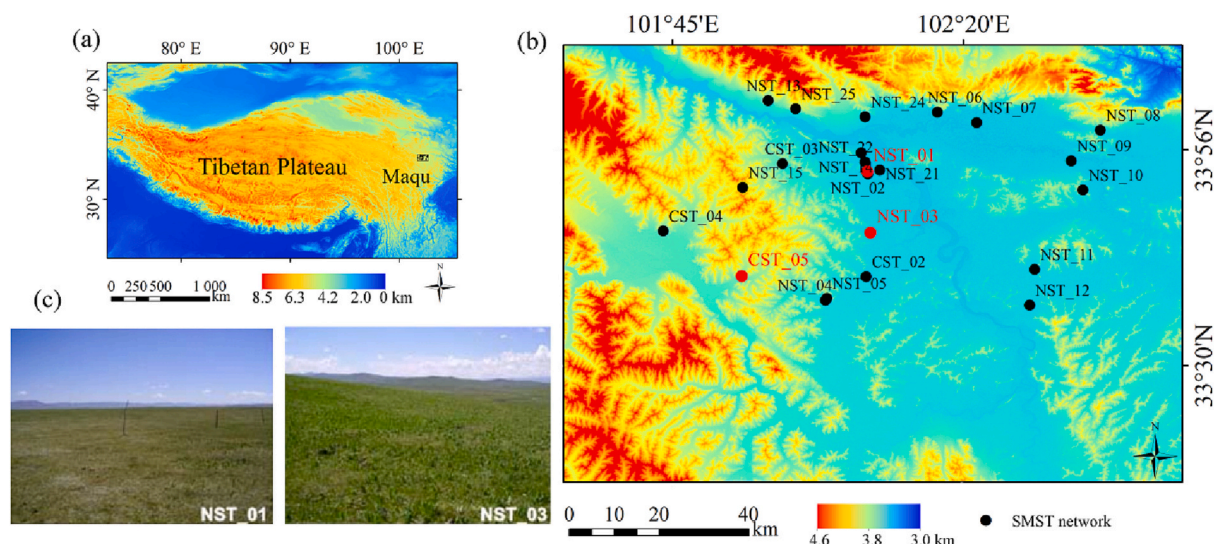 (a)
80° E 90° E 100° E
40° N
30° N
Tibetan Plateau
Maqu
0 250 500 1 000
km
8.5 6.3 4.2 2.0 0 km
N
(b)
101°45'E 102°20'E
33°56'N
33°30'N
NST_13
NST_25
NST_24
NST_06
NST_07
NST_08
NST_09
NST_10
CST_03
NST_22
NST_01
NST_
NST_21
NST_02
NST_15
CST_04
NST_03
CST_05
CST_02
NST_04
NST_05
NST_11
NST_12
N
0 10 20 40
km
4.6 3.8 3.0 km
SMST network
(c)
NST_01
NST_03